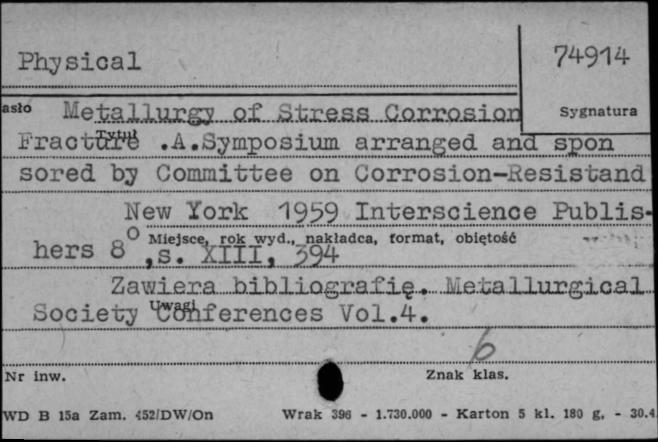 74914
Physical
Sygnatura
asło Metallurgy of Stress Corrosion
Tytuł
Fracture .A.Symposium arranged and spon
sored by Committee on Corrosion-Resistand
New York 1959 Interscience Publis-
Miejsce, rok wyd., nakładca, format, obiętość
hers 8° ,s. XIII, 394
Zawiera bibliografię. Metallurgical
Uwagi
Society Conferences Vol.4.
6
Nr inw. Znak klas.
WD B 15a Zam. 452/DW/On Wrak 396 - 1.730.000 - Karton 5 kl. 180 g, - 30.4